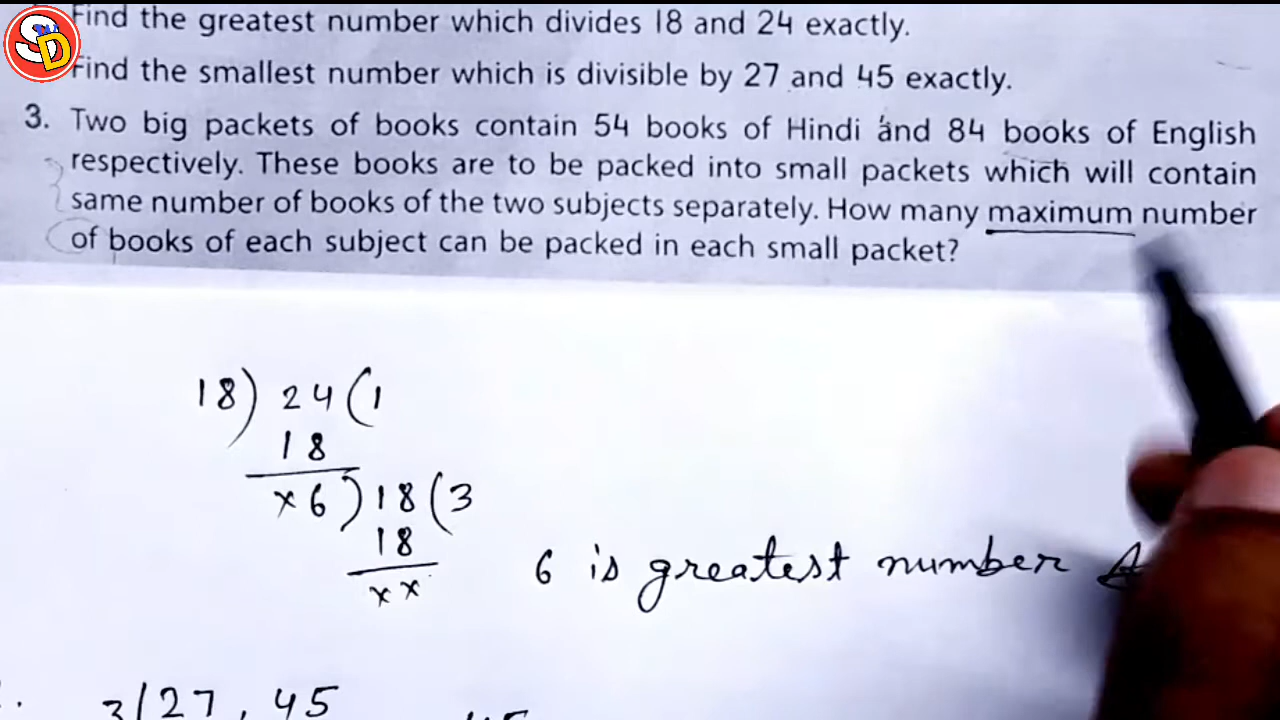 SD
Find the greatest number which divides 18 and 24 exactly.
Find the smallest number which is divisible by 27 and 45 exactly.
3. Two big packets of books contain 54 books of Hindi and 84 books of English
respectively. These books are to be packed into small packets which will contain
same number of books of the two subjects separately. How many maximum number
of books of each subject can be packed in each small packet?
18) 24 (1
18
x6) 18 (3
18
x x
6 is greatest number
3/27, 45